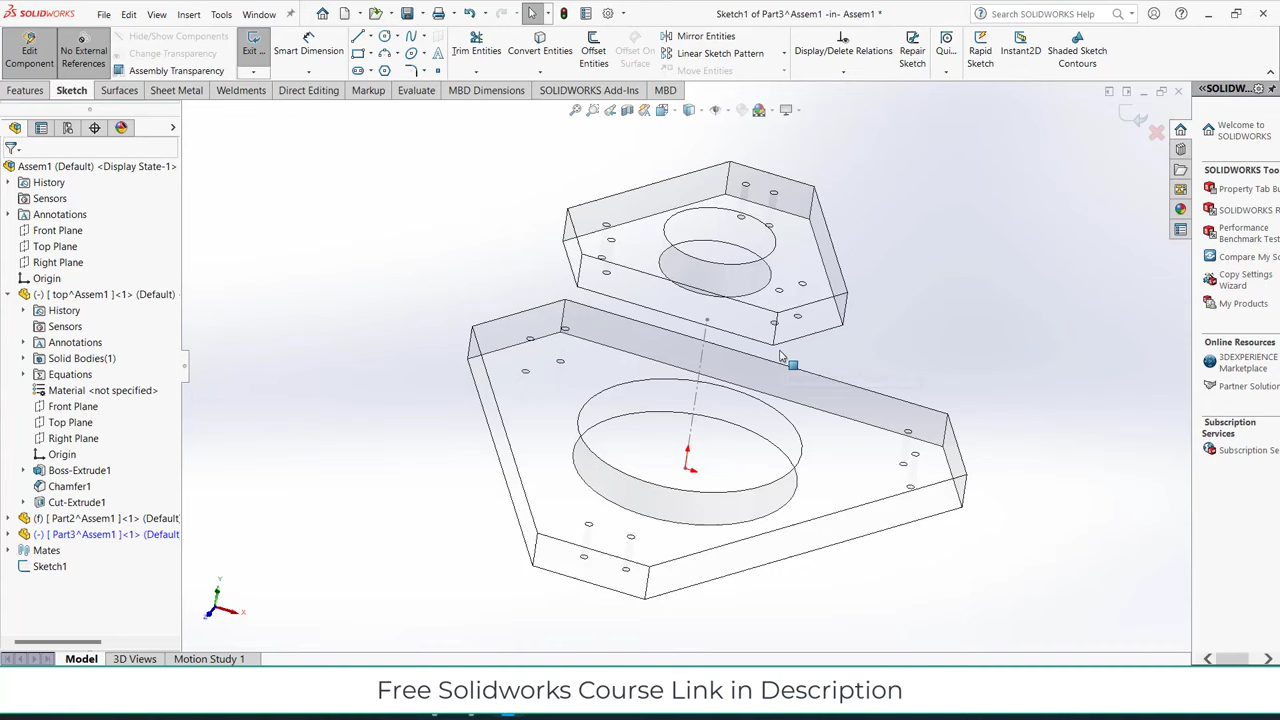 SOLIDWORKS
File
Edit
View
Insert
Tools
Window
Sketch1 of Part3^Assem1 -in- Assem1 *
Search SOLIDWORKS Help
Edit Component
No External References
Hide/Show Components
Change Transparency
Assembly Transparency
Exit ...
Smart Dimension
Trim Entities
Convert Entities
Offset Entities
Offset On Surface
Mirror Entities
Linear Sketch Pattern
Move Entities
Display/Delete Relations
Repair Sketch
Qui...
Rapid Sketch
Instant2D
Shaded Sketch Contours
Features
Sketch
Surfaces
Sheet Metal
Weldments
Direct Editing
Markup
Evaluate
MBD Dimensions
SOLIDWORKS Add-Ins
MBD
Assem1 (Default) <Display State-1>
History
Sensors
Annotations
Front Plane
Top Plane
Right Plane
Origin
(-) [ top^Assem1 ]<1> (Default)
History
Sensors
Annotations
Solid Bodies(1)
Equations
Material <not specified>
Front Plane
Top Plane
Right Plane
Origin
Boss-Extrude1
Chamfer1
Cut-Extrude1
(f) [ Part2^Assem1 ]<1> (Default
(-) [ Part3^Assem1 ]<1> (Default
Mates
Sketch1
Y
X
Z
SOLIDW...
Welcome to SOLIDWORKS
SOLIDWORKS Too
Property Tab Bu
SOLIDWORKS R
Performance Benchmark Test
Compare My Sc
Copy Settings Wizard
My Products
Online Resources
3DEXPERIENCE Marketplace
Partner Solution
Subscription Services
Subscription Se
Model
3D Views
Motion Study 1
Free Solidworks Course Link in Description